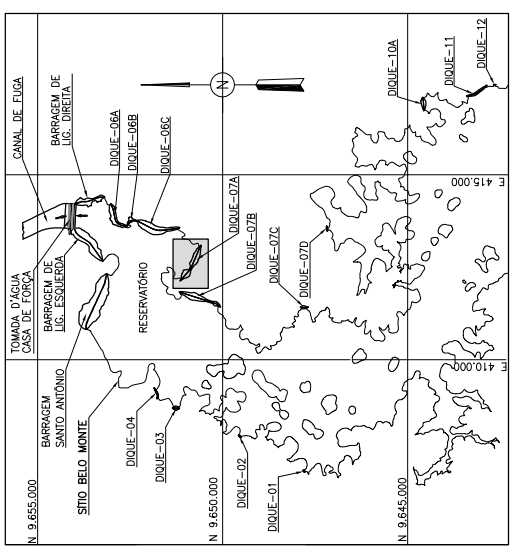 CANAL DE FUGA
TOMADA D'ÁGUA
CASA DE FORÇA
BARRAGEM DE
LIG. DIREITA
BARRAGEM DE
LIG. ESQUERDA
N 9.655.000
BARRAGEM
SANTO ANTÔNIO
SÍTIO BELO MONTE
DIQUE-06A
DIQUE-06B
DIQUE-06C
RESERVATÓRIO
DIQUE-04
DIQUE-03
N
DIQUE-07A
DIQUE-07B
DIQUE-07C
DIQUE-07D
N 9.650.000
DIQUE-02
DIQUE-01
DIQUE-10A
DIQUE-11
DIQUE-12
N 9.645.000
E 415.000
E 410.000